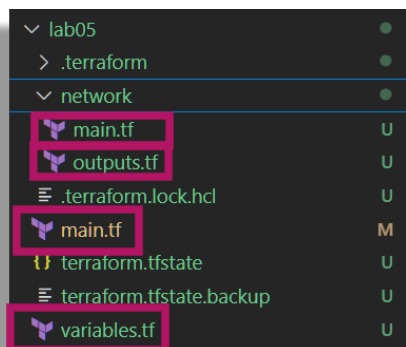 lab05
.terraform
network
main.tf U
outputs.tf U
.terraform.lock.hcl U
main.tf M
terraform.tfstate U
terraform.tfstate.backup U
variables.tf U